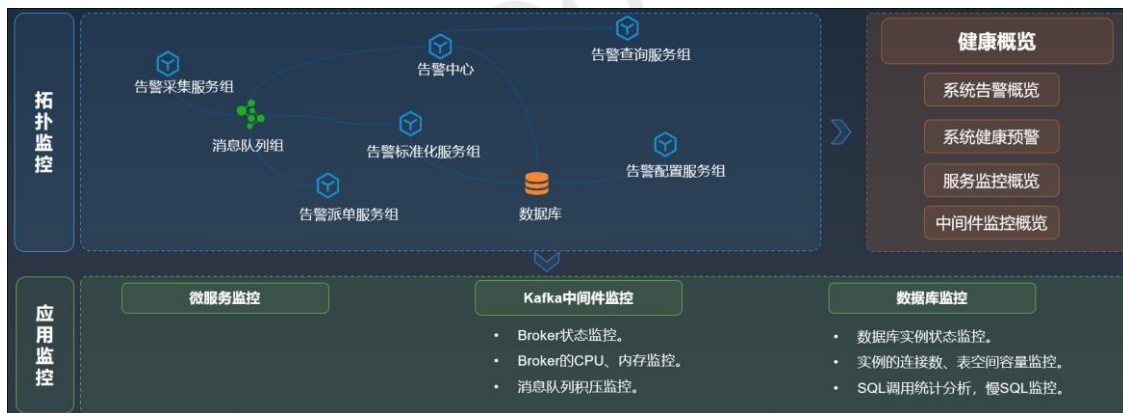 拓扑监控
告警采集服务组
消息队列组
告警中心
告警查询服务组
告警标准化服务组
告警配置服务组
告警派单服务组
数据库
健康概览
系统告警概览
系统健康预警
服务监控概览
中间件监控概览
应用监控
微服务监控
Kafka中间件监控
• Broker状态监控。
• Broker的CPU、内存监控。
• 消息队列积压监控。
数据库监控
• 数据库实例状态监控。
• 实例的连接数、表空间容量监控。
• SQL调用统计分析，慢SQL监控。